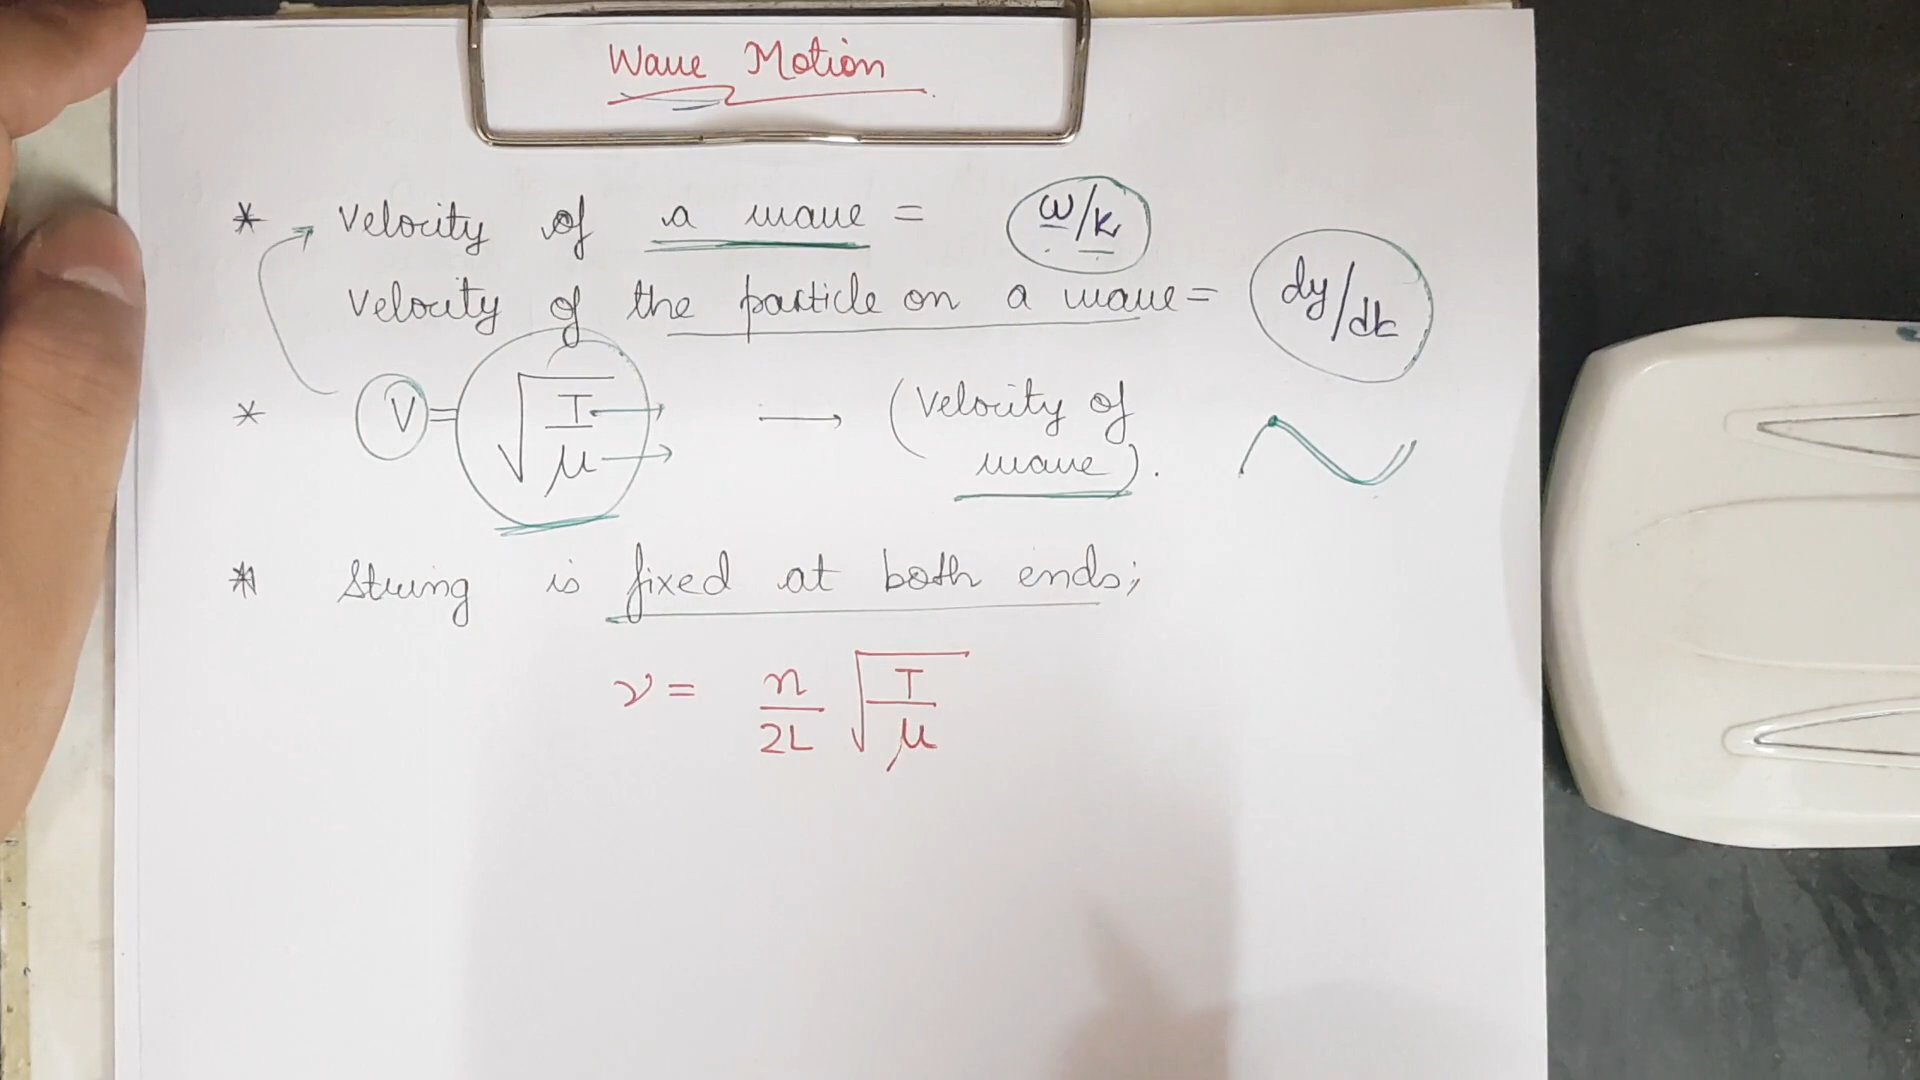 Wave Motion
* Velocity of a wave = ω/k
Velocity of the particle on a wave = dy/dt
* V = √T/μ → (Velocity of
wave).
* String is fixed at both ends;
ν = n/2L √T/μ